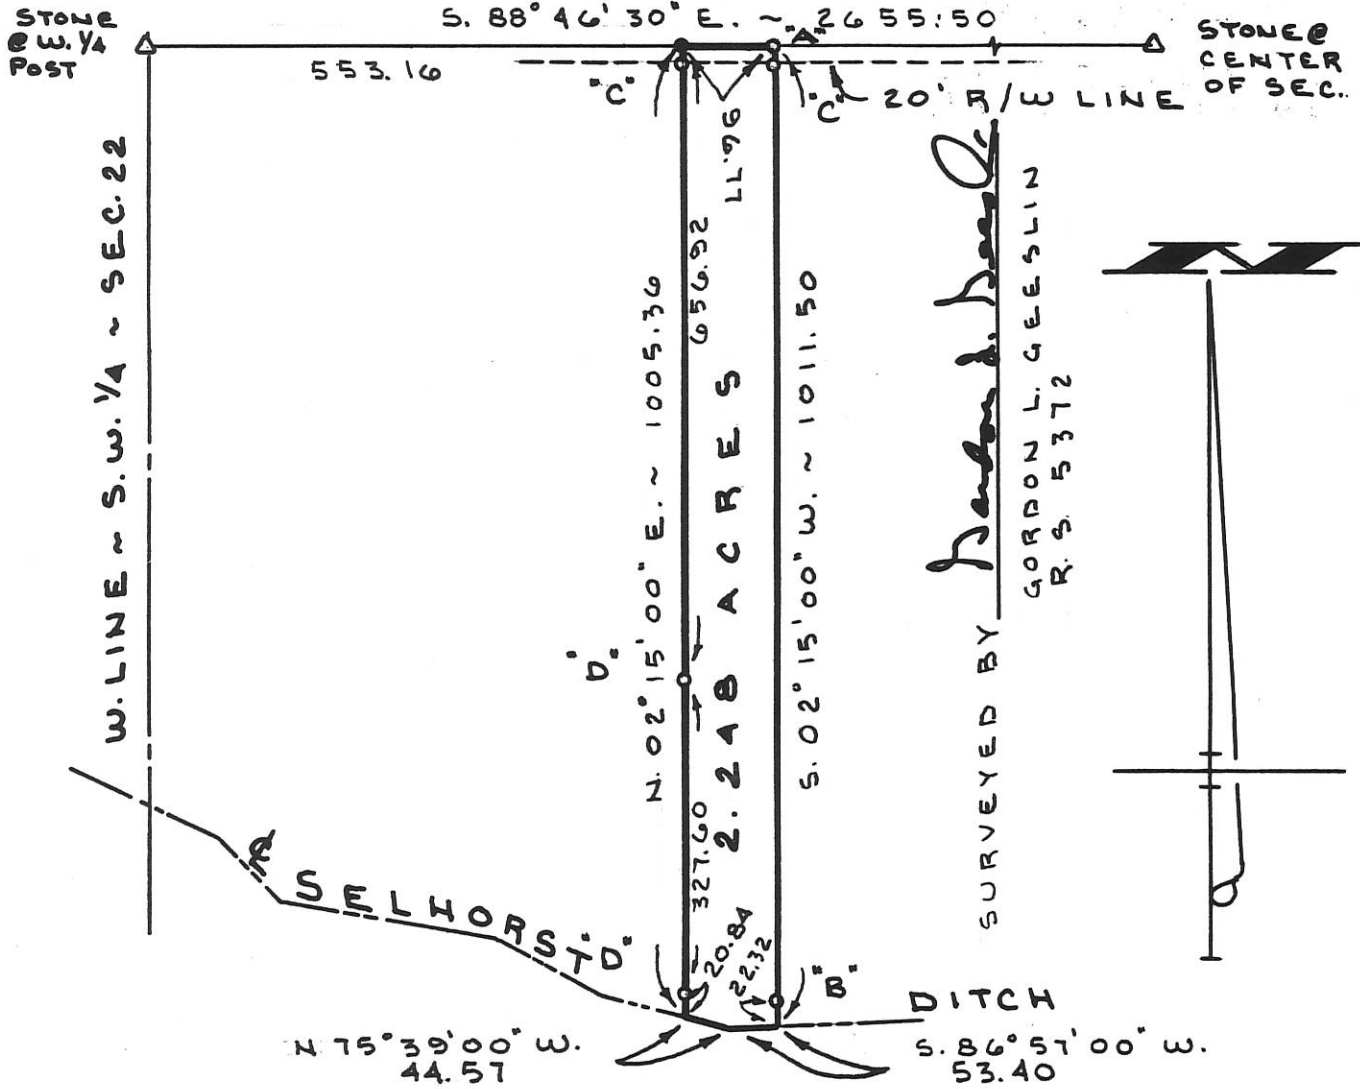 STONE
@ W. 1/4
POST
S. 88° 46' 30" E. ~ 2655.50
STONE @
CENTER
OF SEC.
553.16
"A"
"C"
"C"
20' R/W LINE
96.77
W. LINE ~ S.W. 1/4 ~ SEC. 22
N. 02° 15' 00" E. ~ 1005.36
656.92
2.248 ACRES
S. 02° 15' 00" W. ~ 1011.50
SURVEYED BY
GORDON L. GEESLIN
R.S. 5372
N
"D"
327.60
20.84
22.32
"D"
"B"
℄ SELHORST DITCH
N 75° 39' 00" W.
44.57
S. 86° 57' 00" W.
53.40